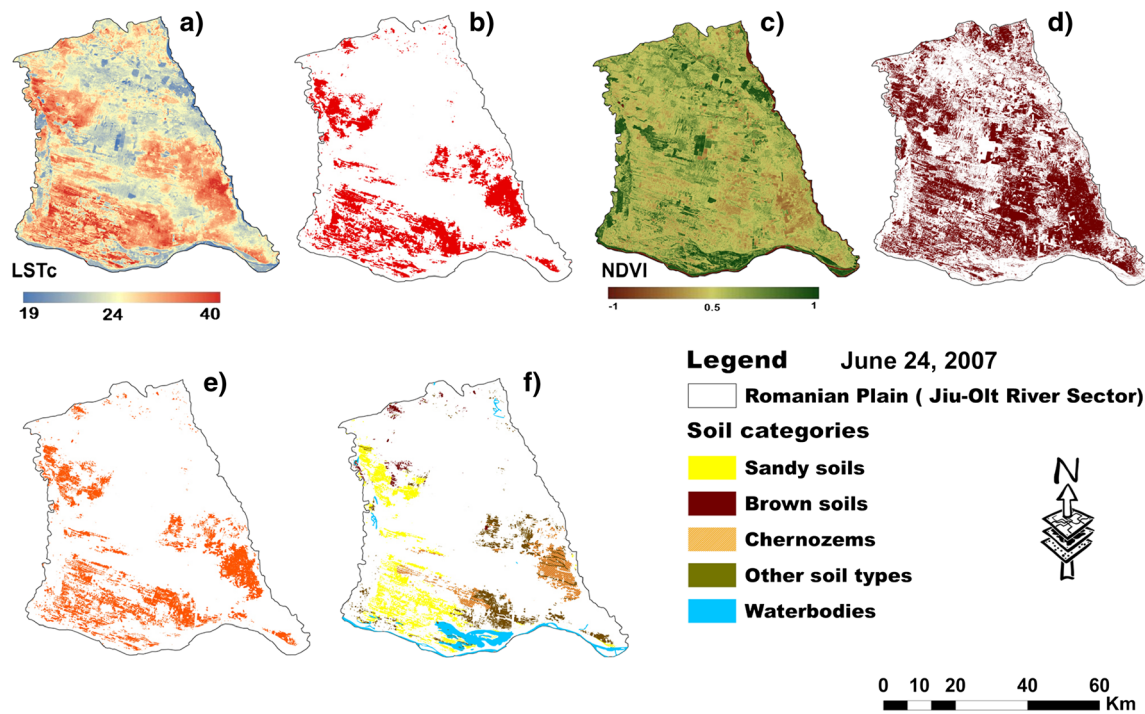 a)
b)
c)
d)
LSTc
19 24 40
NDVI
-1 0.5 1
e)
f)
Legend June 24, 2007
Romanian Plain ( Jiu-Olt River Sector)
Soil categories
Sandy soils
Brown soils
Chernozems
Other soil types
Waterbodies
N
0 10 20 40 60
Km